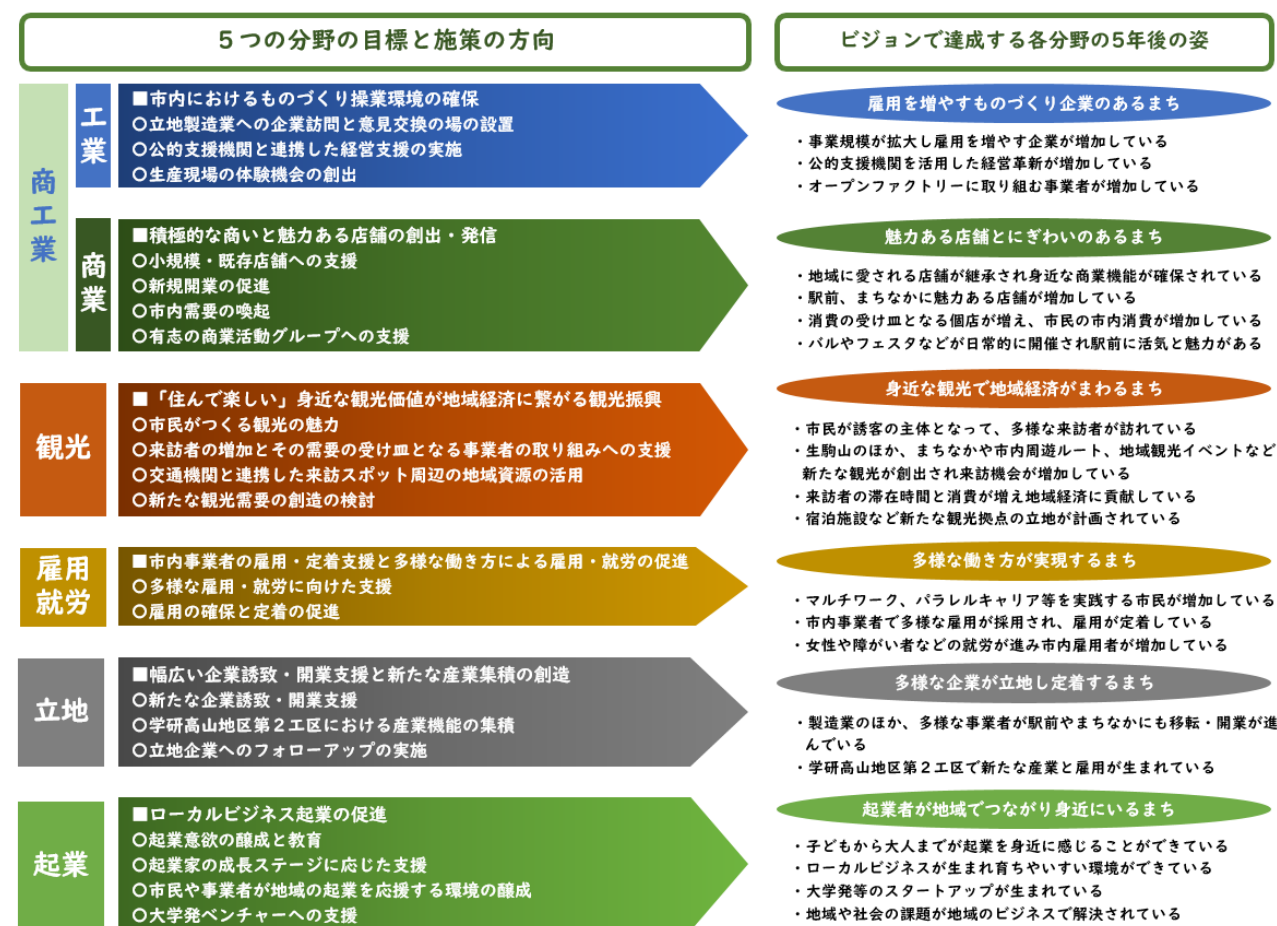 ５つの分野の目標と施策の方向
ビジョンで達成する各分野の5年後の姿
商工業
工業
■市内におけるものづくり操業環境の確保
○立地製造業への企業訪問と意見交換の場の設置
○公的支援機関と連携した経営支援の実施
○生産現場の体験機会の創出
雇用を増やすものづくり企業のあるまち
・事業規模が拡大し雇用を増やす企業が増加している
・公的支援機関を活用した経営革新が増加している
・オープンファクトリーに取り組む事業者が増加している
商業
■積極的な商いと魅力ある店舗の創出・発信
○小規模・既存店舗への支援
○新規開業の促進
○市内需要の喚起
○有志の商業活動グループへの支援
魅力ある店舗とにぎわいのあるまち
・地域に愛される店舗が継承され身近な商業機能が確保されている
・駅前、まちなかに魅力ある店舗が増加している
・消費の受け皿となる個店が増え、市民の市内消費が増加している
・バルやフェスタなどが日常的に開催され駅前に活気と魅力がある
観光
■「住んで楽しい」身近な観光価値が地域経済に繋がる観光振興
○市民がつくる観光の魅力
○来訪者の増加とその需要の受け皿となる事業者の取り組みへの支援
○交通機関と連携した来訪スポット周辺の地域資源の活用
○新たな観光需要の創造の検討
身近な観光で地域経済がまわるまち
・市民が誘客の主体となって、多様な来訪者が訪れている
・生駒山のほか、まちなかや市内周遊ルート、地域観光イベントなど
新たな観光が創出され来訪機会が増加している
・来訪者の滞在時間と消費が増え地域経済に貢献している
・宿泊施設など新たな観光拠点の立地が計画されている
雇用
就労
■市内事業者の雇用・定着支援と多様な働き方による雇用・就労の促進
○多様な雇用・就労に向けた支援
○雇用の確保と定着の促進
多様な働き方が実現するまち
・マルチワーク、パラレルキャリア等を実践する市民が増加している
・市内事業者で多様な雇用が採用され、雇用が定着している
・女性や障がい者などの就労が進み市内雇用者が増加している
立地
■幅広い企業誘致・開業支援と新たな産業集積の創造
○新たな企業誘致・開業支援
○学研高山地区第２工区における産業機能の集積
○立地企業へのフォローアップの実施
多様な企業が立地し定着するまち
・製造業のほか、多様な事業者が駅前やまちなかにも移転・開業が進
んでいる
・学研高山地区第２工区で新たな産業と雇用が生まれている
起業
■ローカルビジネス起業の促進
○起業意欲の醸成と教育
○起業家の成長ステージに応じた支援
○市民や事業者が地域の起業を応援する環境の醸成
○大学発ベンチャーへの支援
起業者が地域でつながり身近にいるまち
・子どもから大人までが起業を身近に感じることができている
・ローカルビジネスが生まれ育ちやすい環境ができている
・大学発等のスタートアップが生まれている
・地域や社会の課題が地域のビジネスで解決されている